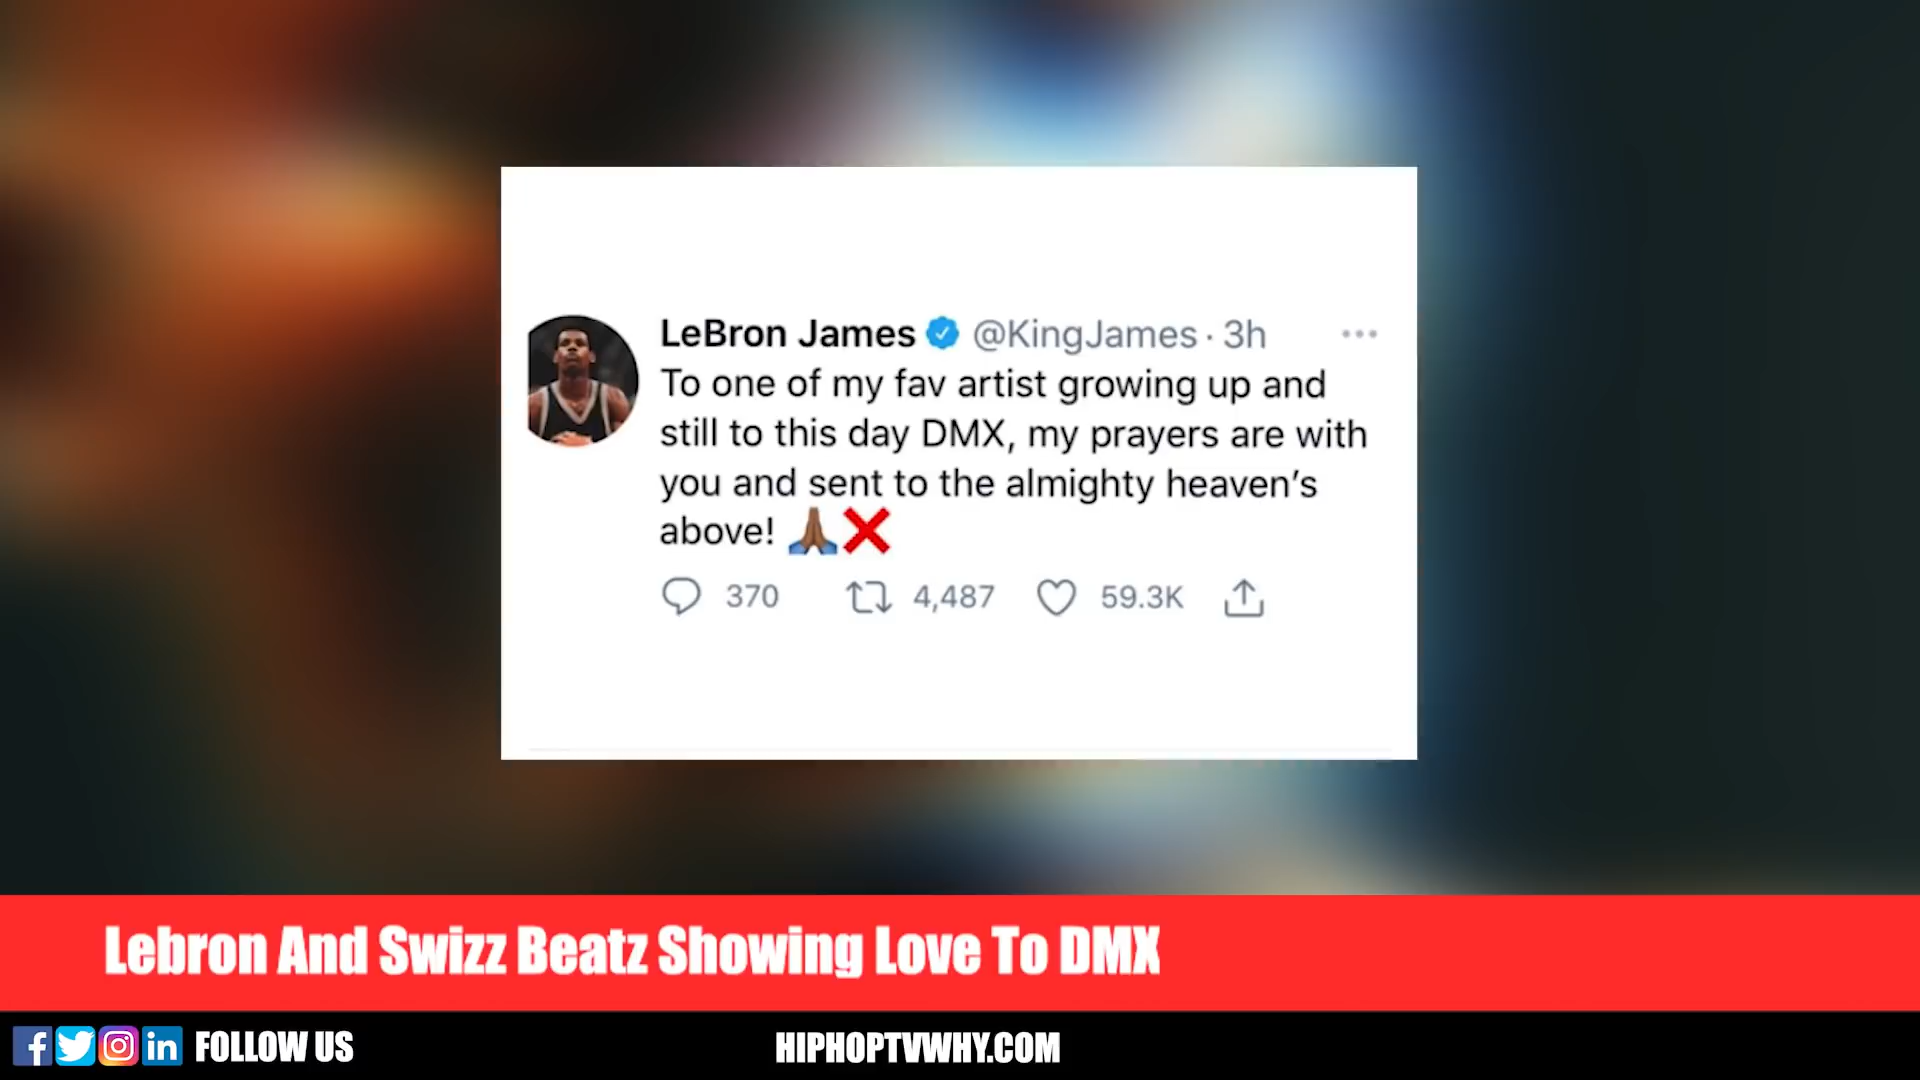 LeBron James @KingJames · 3h
To one of my fav artist growing up and
still to this day DMX, my prayers are with
you and sent to the almighty heaven’s
above! 🙏🏾❌
370 4,487 59.3K
Lebron And Swizz Beatz Showing Love To DMX
FOLLOW US HIPHOPTVWHY.COM